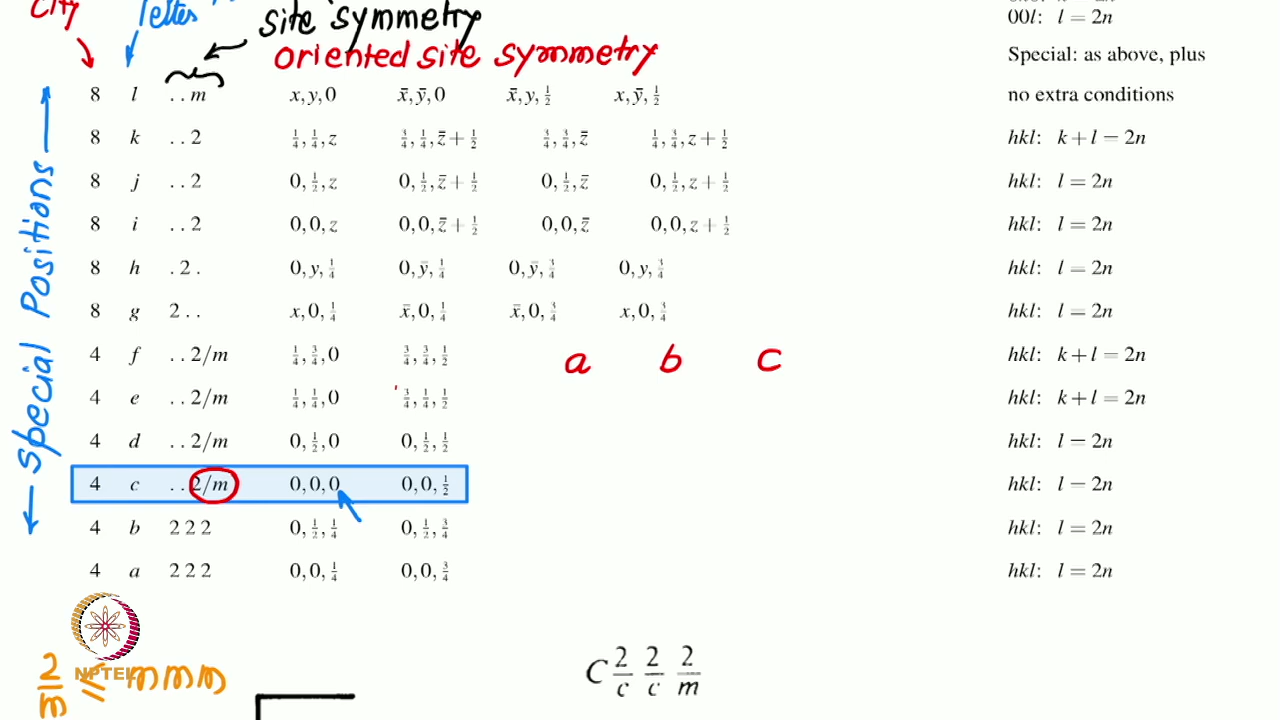 city
letter
site symmetry
00l: l = 2n
oriented site symmetry
Special: as above, plus
8 l . . m x, y, 0 x̄, ȳ, 0 x̄, y, 1/2 x, ȳ, 1/2 no extra conditions
8 k . . 2 1/4, 1/4, z 3/4, 1/4, z̄ + 1/2 3/4, 3/4, z̄ 1/4, 3/4, z + 1/2 hkl: k + l = 2n
8 j . . 2 0, 1/2, z 0, 1/2, z̄ + 1/2 0, 1/2, z̄ 0, 1/2, z + 1/2 hkl: l = 2n
8 i . . 2 0, 0, z 0, 0, z̄ + 1/2 0, 0, z̄ 0, 0, z + 1/2 hkl: l = 2n
8 h . 2 . 0, y, 1/4 0, ȳ, 1/4 0, ȳ, 3/4 0, y, 3/4 hkl: l = 2n
8 g 2 . . x, 0, 1/4 x̄, 0, 1/4 x̄, 0, 3/4 x, 0, 3/4 hkl: l = 2n
4 f . . 2/m 1/4, 3/4, 0 3/4, 3/4, 1/2 a b c hkl: k + l = 2n
4 e . . 2/m 1/4, 1/4, 0 3/4, 1/4, 1/2 hkl: k + l = 2n
4 d . . 2/m 0, 1/2, 0 0, 1/2, 1/2 hkl: l = 2n
4 c . . 2/m 0, 0, 0 0, 0, 1/2 hkl: l = 2n
4 b 2 2 2 0, 1/2, 1/4 0, 1/2, 3/4 hkl: l = 2n
4 a 2 2 2 0, 0, 1/4 0, 0, 3/4 hkl: l = 2n
Special Positions
NPTEL
2/m mmm
C 2/c 2/c 2/m